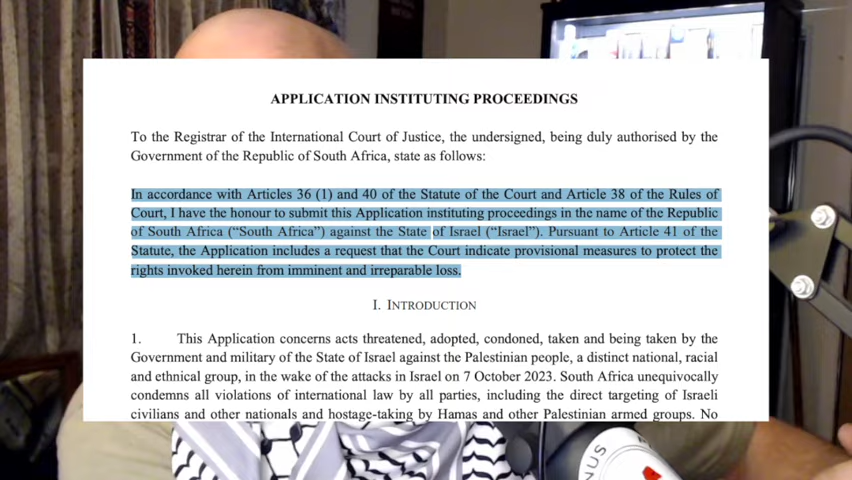 APPLICATION INSTITUTING PROCEEDINGS
To the Registrar of the International Court of Justice, the undersigned, being duly authorised by the
Government of the Republic of South Africa, state as follows:
In accordance with Articles 36 (1) and 40 of the Statute of the Court and Article 38 of the Rules of
Court, I have the honour to submit this Application instituting proceedings in the name of the Republic
of South Africa (“South Africa”) against the State of Israel (“Israel”). Pursuant to Article 41 of the
Statute, the Application includes a request that the Court indicate provisional measures to protect the
rights invoked herein from imminent and irreparable loss.
I. INTRODUCTION
1. This Application concerns acts threatened, adopted, condoned, taken and being taken by the
Government and military of the State of Israel against the Palestinian people, a distinct national, racial
and ethnical group, in the wake of the attacks in Israel on 7 October 2023. South Africa unequivocally
condemns all violations of international law by all parties, including the direct targeting of Israeli
civilians and other nationals and hostage-taking by Hamas and other Palestinian armed groups. No